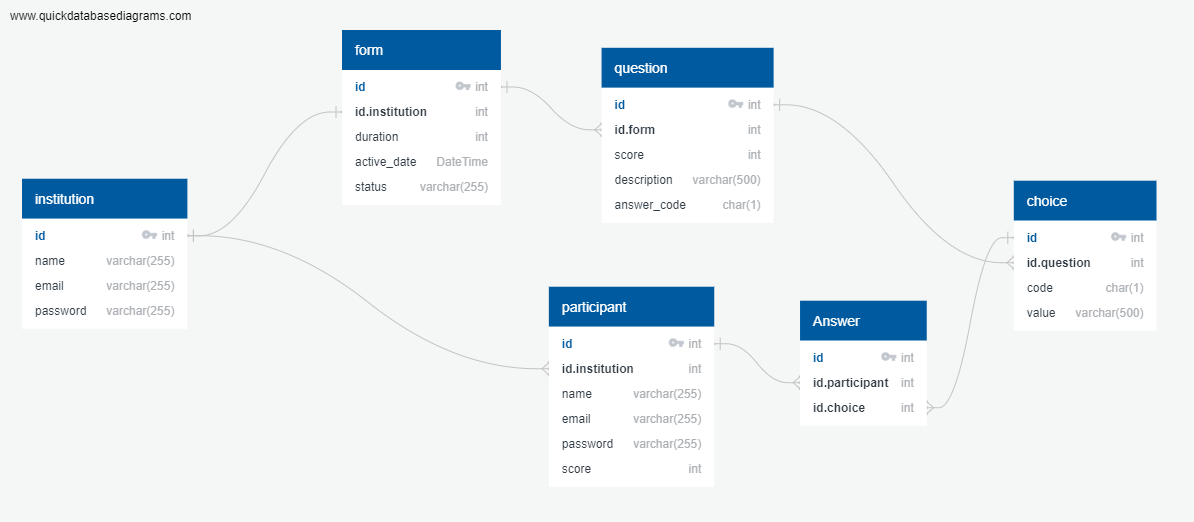 www.quickdatabasediagrams.com
form
id int
id.institution int
duration int
active_date DateTime
status varchar(255)
question
id int
id.form int
score int
description varchar(500)
answer_code char(1)
institution
id int
name varchar(255)
email varchar(255)
password varchar(255)
choice
id int
id.question int
code char(1)
value varchar(500)
participant
id int
id.institution int
name varchar(255)
email varchar(255)
password varchar(255)
score int
Answer
id int
id.participant int
id.choice int